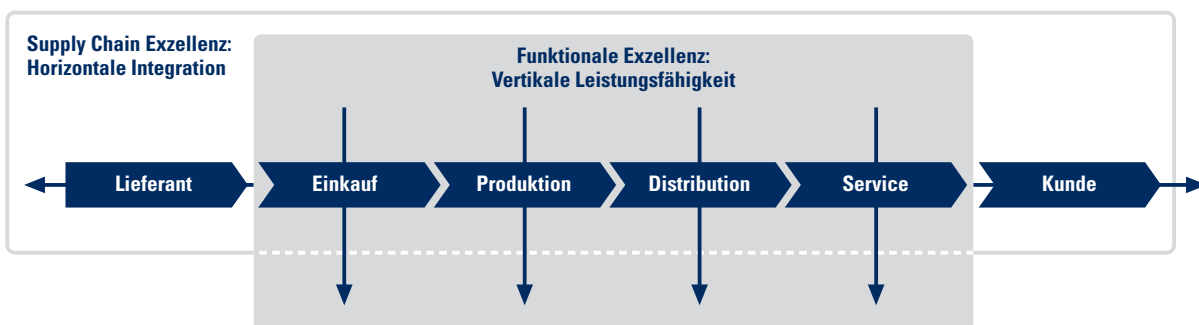 Supply Chain Exzellenz:
Horizontale Integration
Funktionale Exzellenz:
Vertikale Leistungsfähigkeit
Lieferant
Einkauf
Produktion
Distribution
Service
Kunde